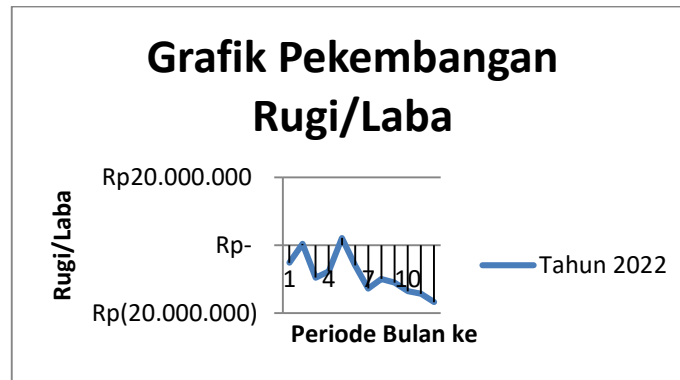 Grafik Pekembangan
Rugi/Laba
Rp20.000.000
Rp-
Rp(20.000.000)
Rugi/Laba
1 4 7 10
Periode Bulan ke
Tahun 2022